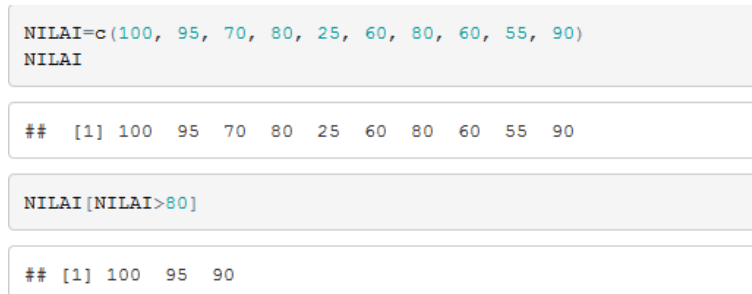 NILAI=c(100, 95, 70, 80, 25, 60, 80, 60, 55, 90)
NILAI
##  [1] 100  95  70  80  25  60  80  60  55  90
NILAI[NILAI>80]
## [1] 100  95  90